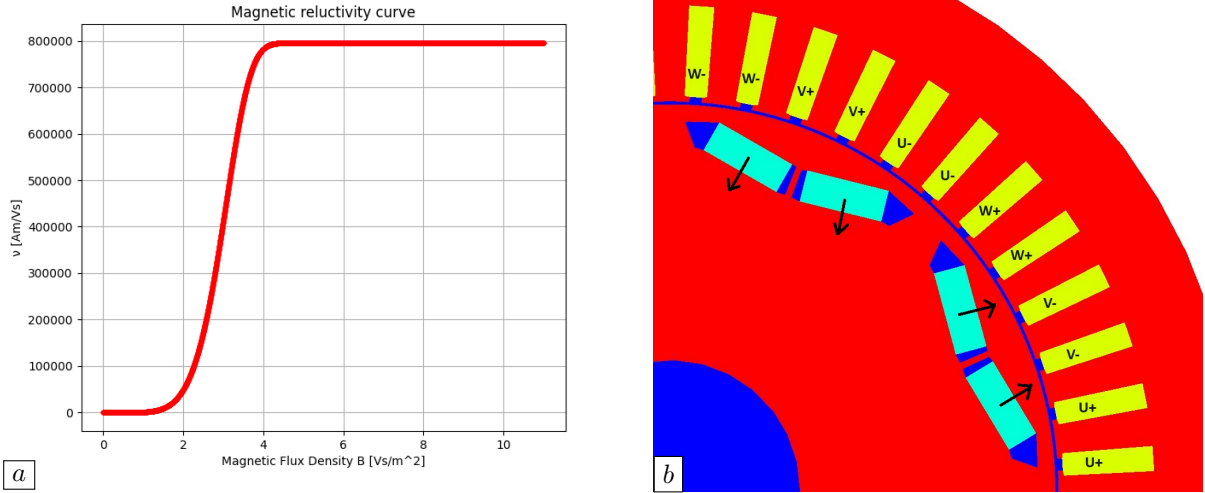 Magnetic reluctivity curve
800000
700000
600000
500000
400000
300000
200000
100000
0
ν [Am/Vs]
0 2 4 6 8 10
Magnetic Flux Density B [Vs/m^2]
a
W-
W-
V+
V+
U-
U-
W+
W+
V-
V-
U+
U+
b